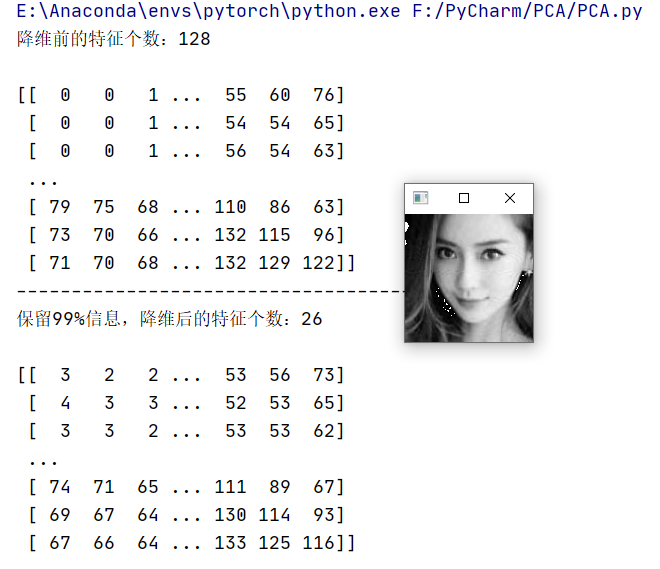 E:\Anaconda\envs\pytorch\python.exe F:/PyCharm/PCA/PCA.py
降维前的特征个数：128
[[  0   0   1 ...  55  60  76]
 [  0   0   1 ...  54  54  65]
 [  0   0   1 ...  56  54  63]
 ...
 [ 79  75  68 ... 110  86  63]
 [ 73  70  66 ... 132 115  96]
 [ 71  70  68 ... 132 129 122]]
------------------------------------
保留99%信息，降维后的特征个数：26
[[  3   2   2 ...  53  56  73]
 [  4   3   3 ...  52  53  65]
 [  3   3   2 ...  53  53  62]
 ...
 [ 74  71  65 ... 111  89  67]
 [ 69  67  64 ... 130 114  93]
 [ 67  66  64 ... 133 125 116]]